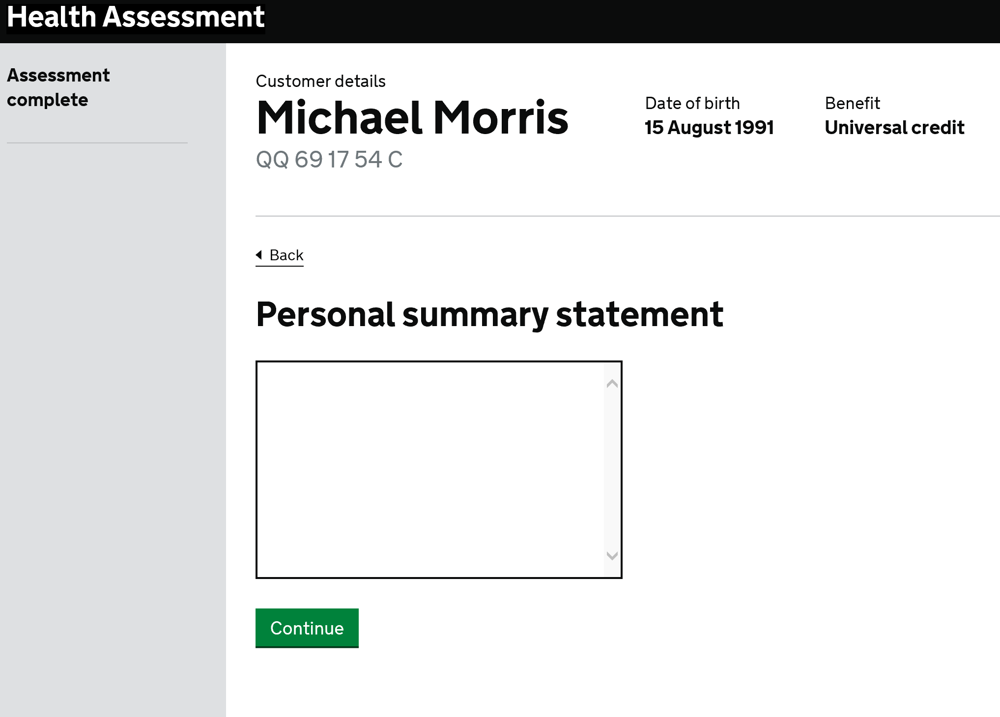 Health Assessment
Assessment
complete
Customer details
Michael Morris
QQ 69 17 54 C
Date of birth
15 August 1991
Benefit
Universal credit
Back
Personal summary statement
Continue